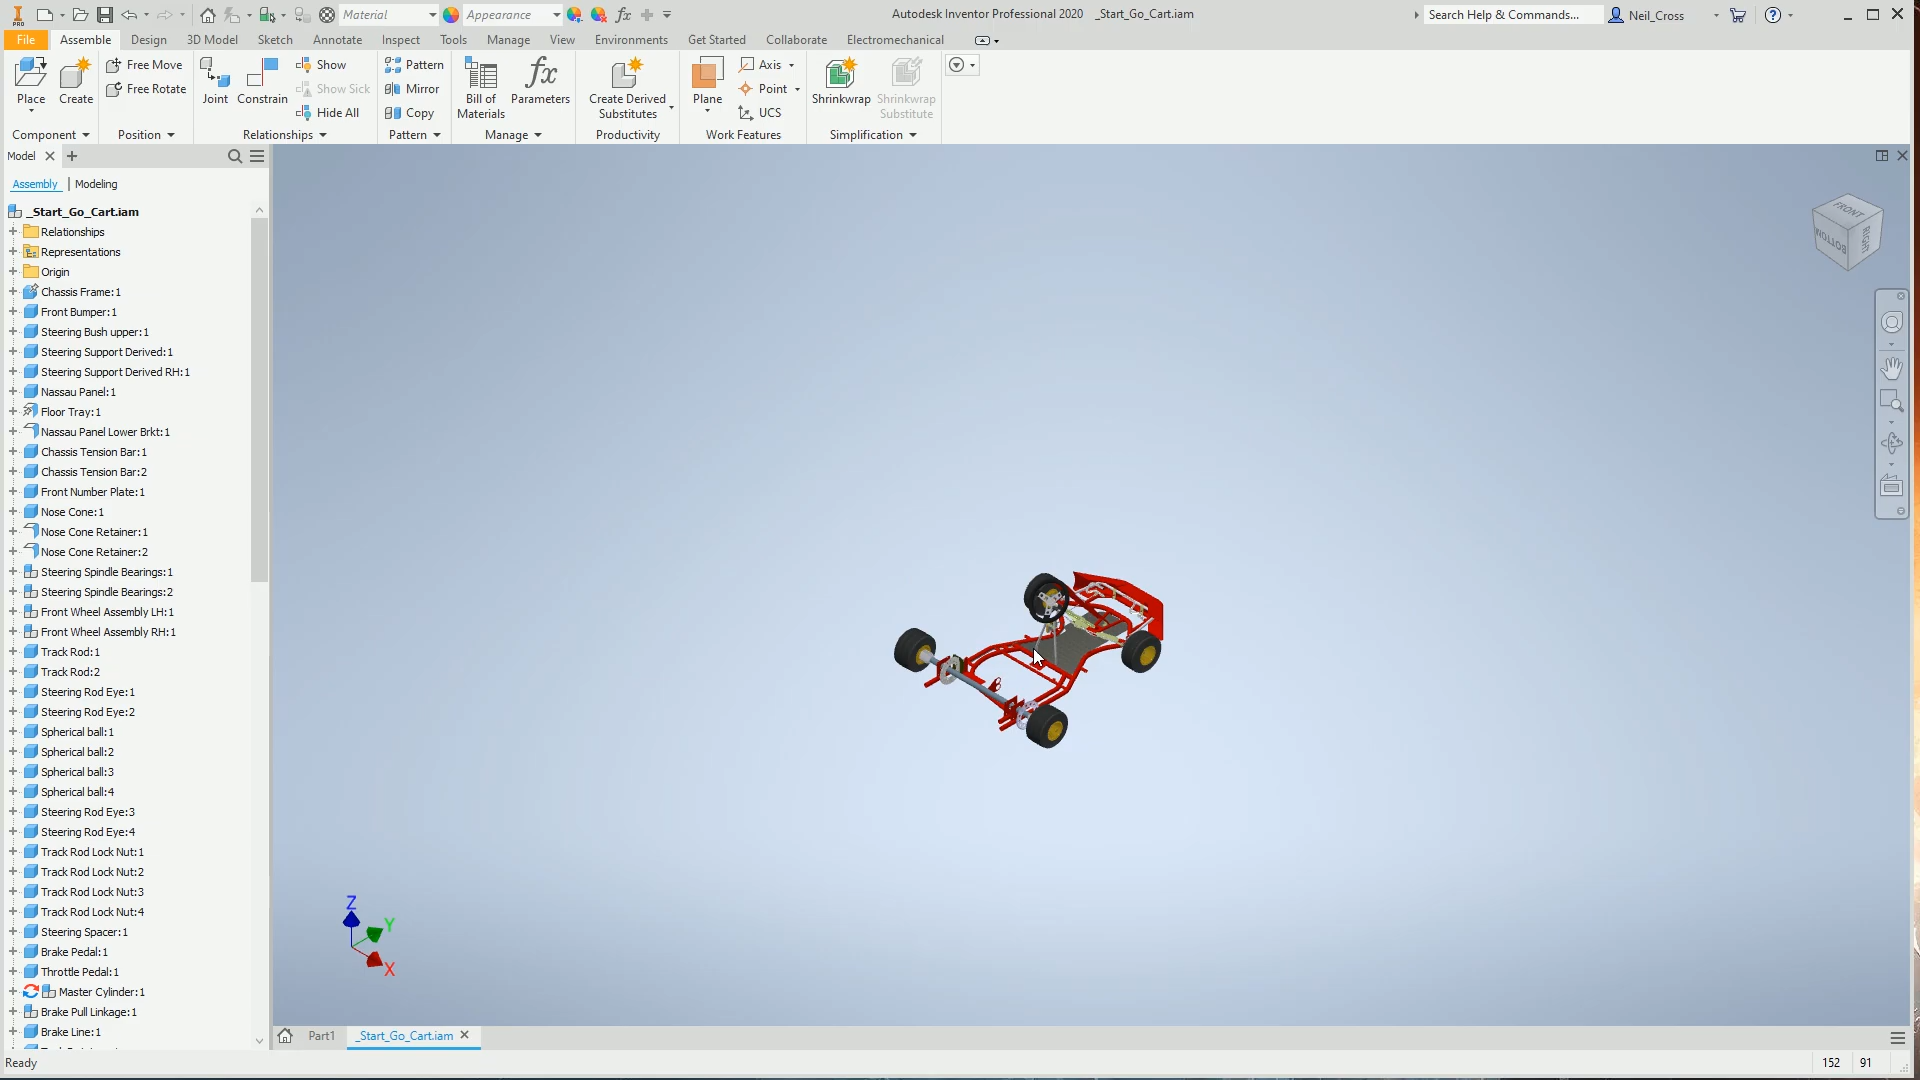 Material
Appearance
fx
Autodesk Inventor Professional 2020 _Start_Go_Cart.iam
Search Help & Commands...
Neil_Cross
File
Assemble
Design
3D Model
Sketch
Annotate
Inspect
Tools
Manage
View
Environments
Get Started
Collaborate
Electromechanical
Place
Create
Free Move
Free Rotate
Joint
Constrain
Show
Show Sick
Hide All
Pattern
Mirror
Copy
Bill of
Materials
fx
Parameters
Create Derived
Substitutes
Plane
Axis
Point
UCS
Shrinkwrap
Shrinkwrap
Substitute
Component
Position
Relationships
Pattern
Manage
Productivity
Work Features
Simplification
Model
Assembly
Modeling
_Start_Go_Cart.iam
Relationships
Representations
Origin
Chassis Frame:1
Front Bumper:1
Steering Bush upper:1
Steering Support Derived:1
Steering Support Derived RH:1
Nassau Panel:1
Floor Tray:1
Nassau Panel Lower Brkt:1
Chassis Tension Bar:1
Chassis Tension Bar:2
Front Number Plate:1
Nose Cone:1
Nose Cone Retainer:1
Nose Cone Retainer:2
Steering Spindle Bearings:1
Steering Spindle Bearings:2
Front Wheel Assembly LH:1
Front Wheel Assembly RH:1
Track Rod:1
Track Rod:2
Steering Rod Eye:1
Steering Rod Eye:2
Spherical ball:1
Spherical ball:2
Spherical ball:3
Spherical ball:4
Steering Rod Eye:3
Steering Rod Eye:4
Track Rod Lock Nut:1
Track Rod Lock Nut:2
Track Rod Lock Nut:3
Track Rod Lock Nut:4
Steering Spacer:1
Brake Pedal:1
Throttle Pedal:1
Master Cylinder:1
Brake Pull Linkage:1
Brake Line:1
FRONT
BOTTOM
RIGHT
Z
Y
X
Part1
_Start_Go_Cart.iam
Ready
152
91